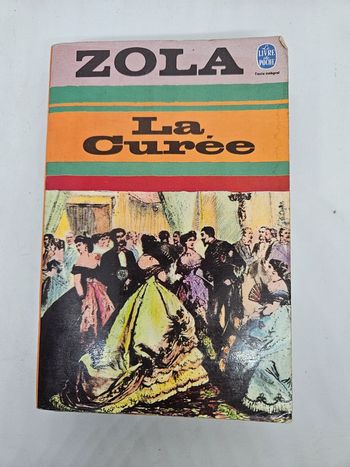 ZOLA
Le
LIVRE
de
POCHE
Texte intégral
La
Curée